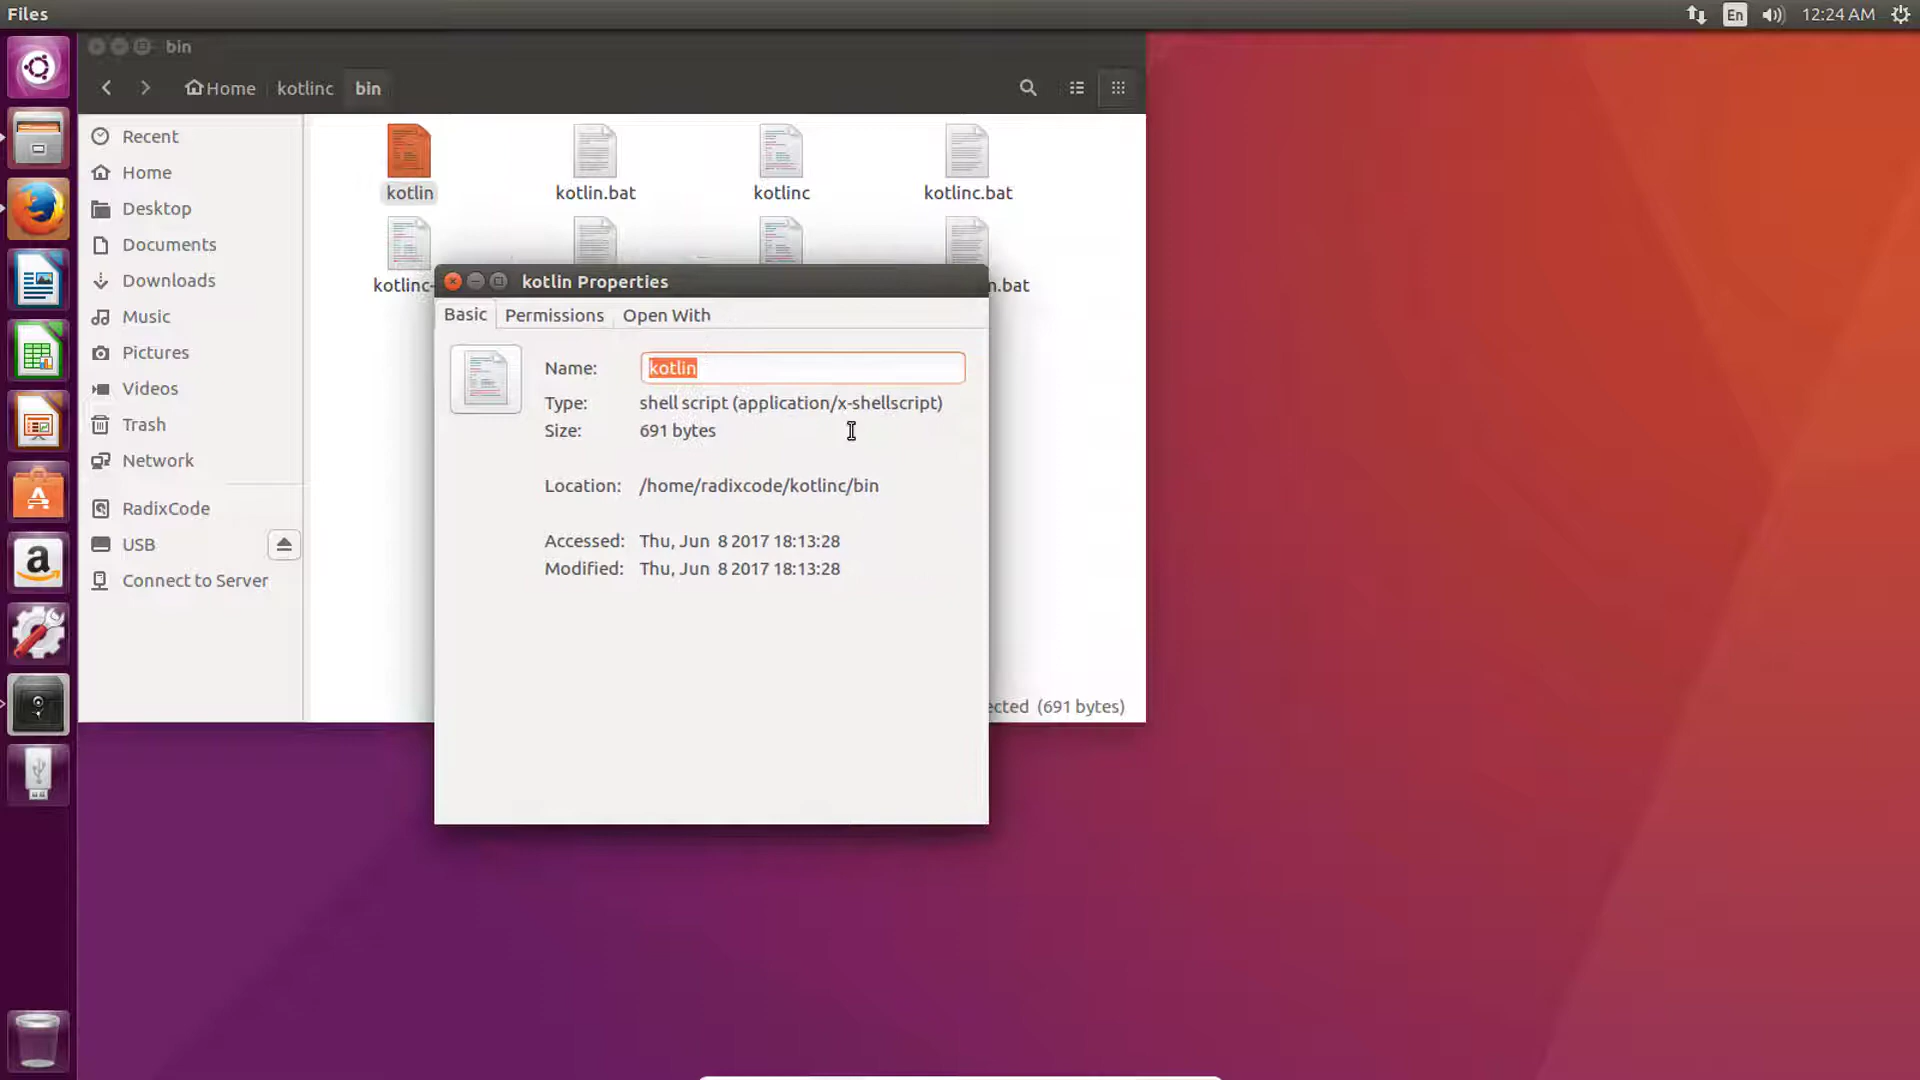 Files
En
12:24 AM
bin
Home
kotlinc
bin
Recent
Home
Desktop
Documents
Downloads
Music
Pictures
Videos
Trash
Network
RadixCode
USB
Connect to Server
kotlin
kotlin.bat
kotlinc
kotlinc.bat
kotlinc-
n.bat
kotlin Properties
Basic
Permissions
Open With
Name: kotlin
Type: shell script (application/x-shellscript)
Size: 691 bytes
Location: /home/radixcode/kotlinc/bin
Accessed: Thu, Jun 8 2017 18:13:28
Modified: Thu, Jun 8 2017 18:13:28
ected (691 bytes)